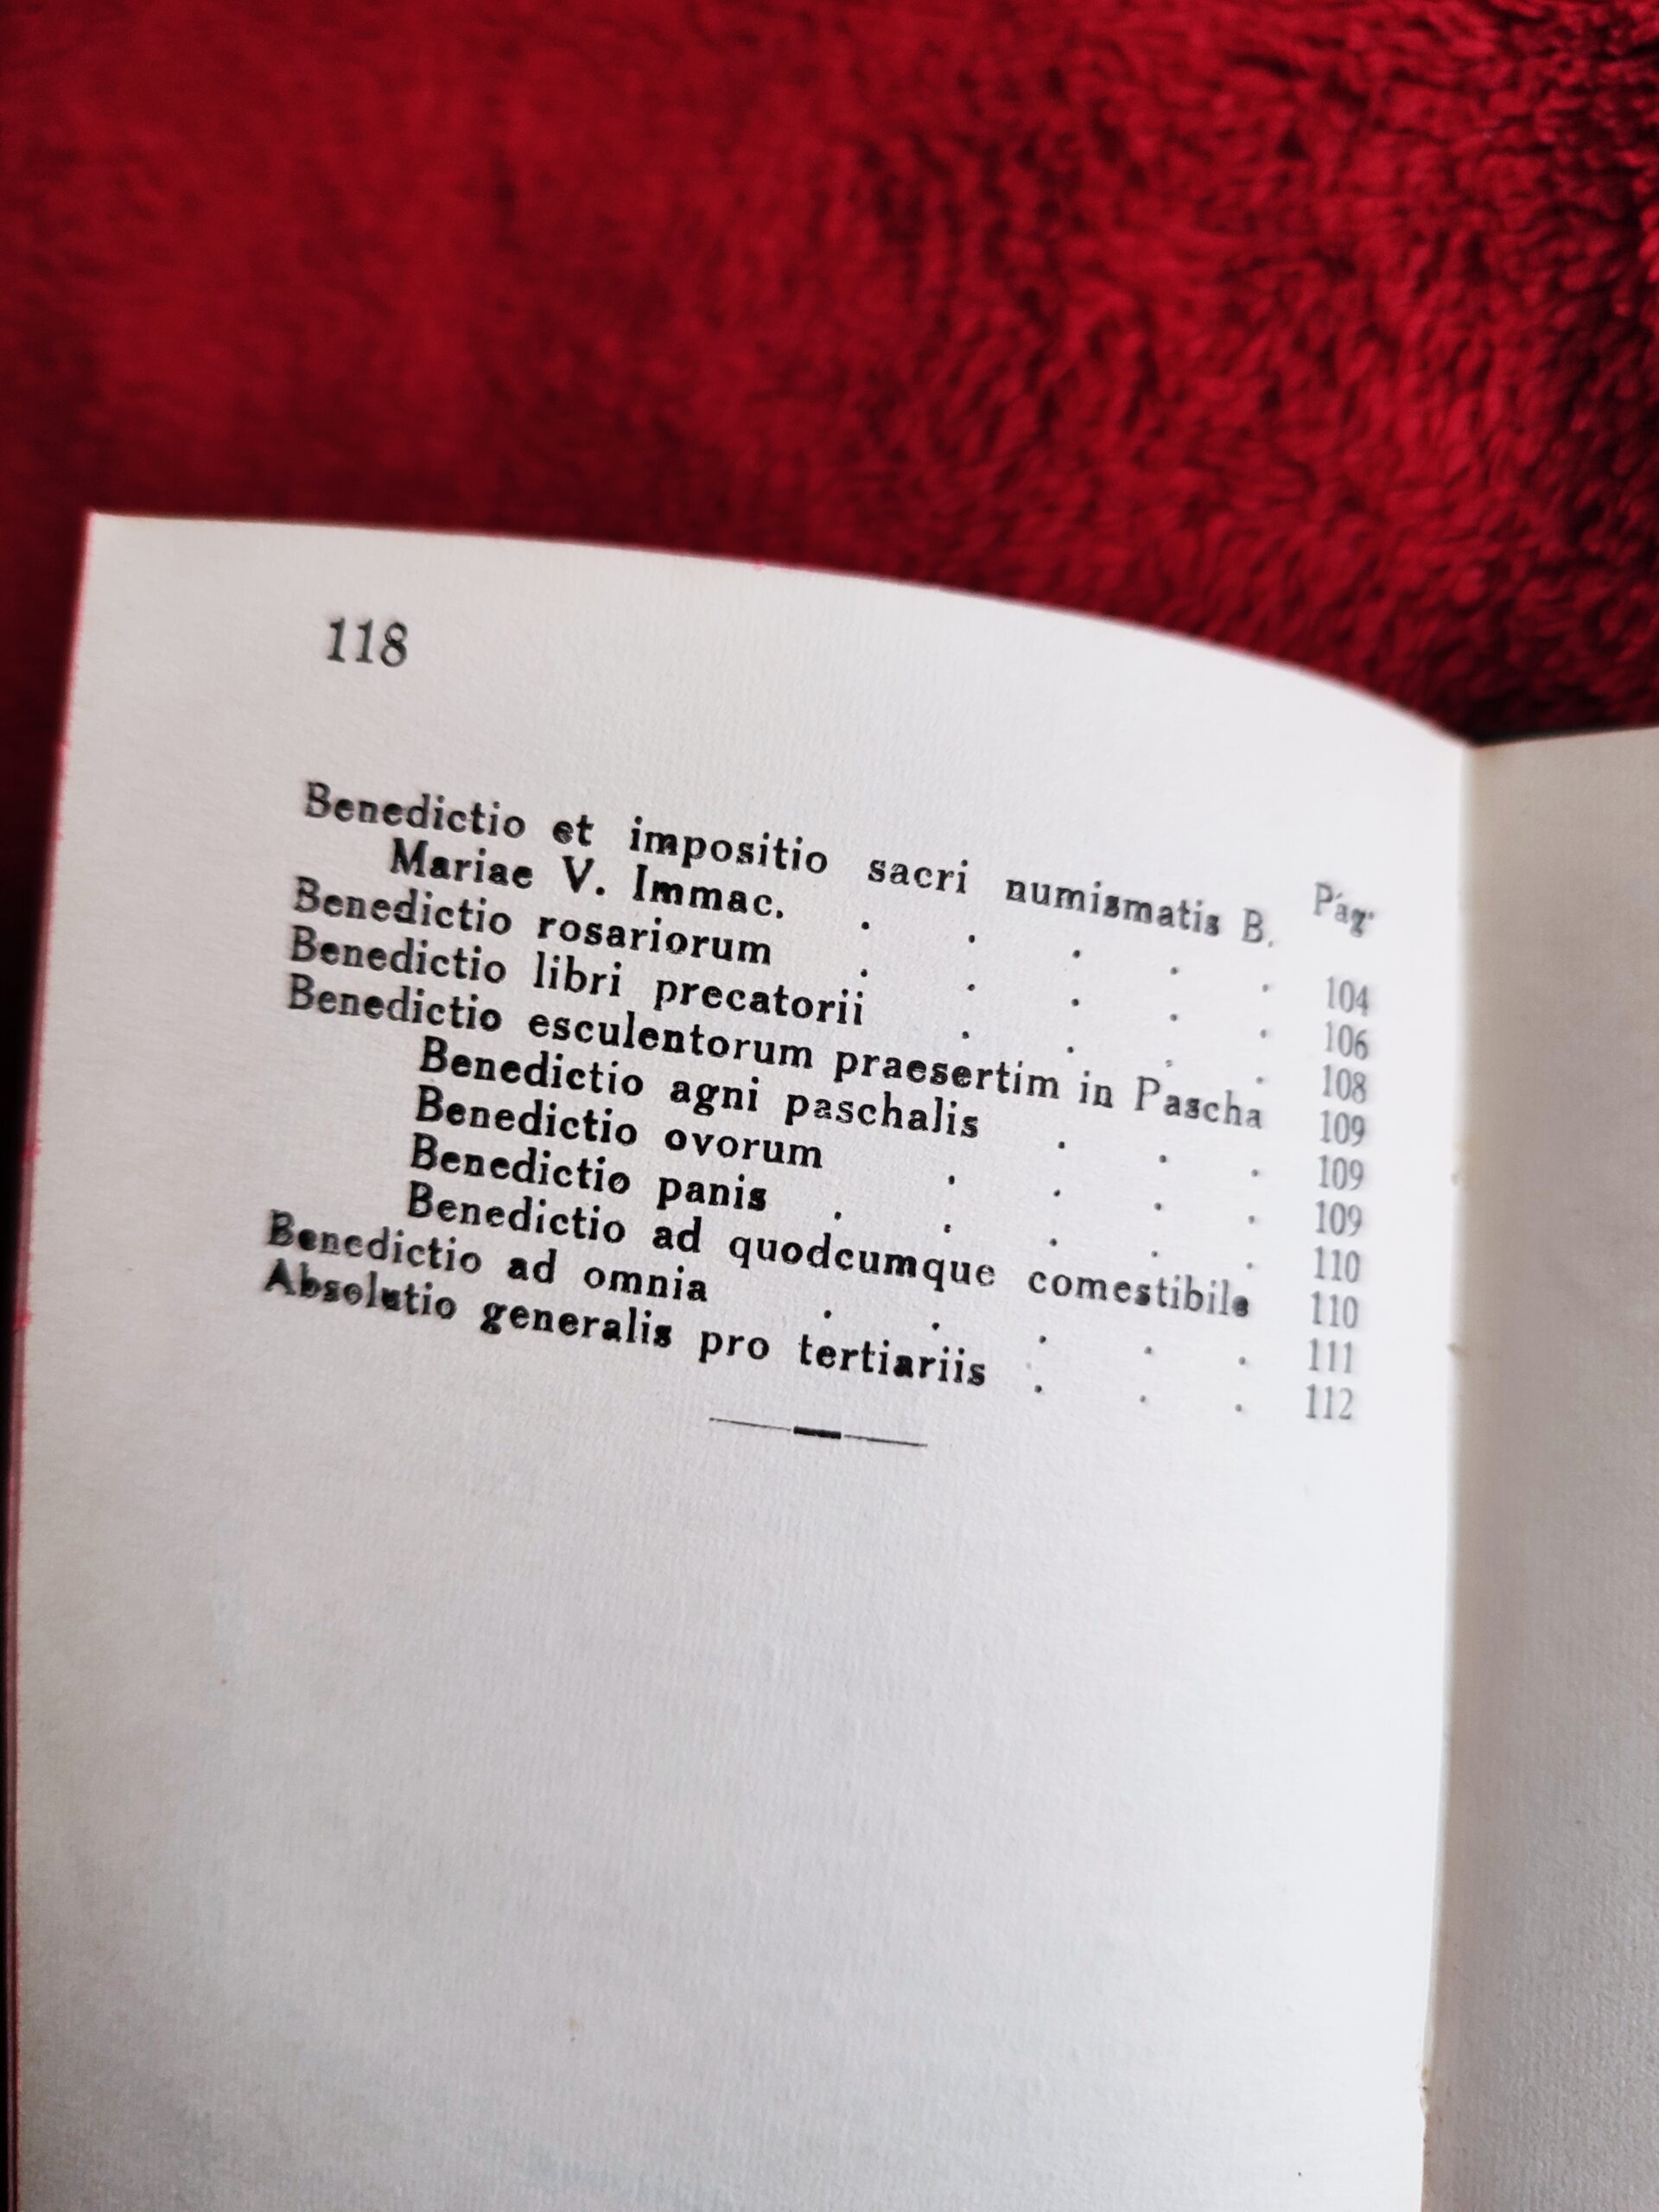 118
Pág.
Benedictio et impositio sacri numismatis B.
Mariae V. Immac. . . . . . 104
Benedictio rosariorum . . . . . 106
Benedictio libri precatorii . . . . 108
Benedictio esculentorum praesertim in Pascha 109
Benedictio agni paschalis . . . 109
Benedictio ovorum . . . . 109
Benedictio panis . . . . . 110
Benedictio ad quodcumque comestibile 110
Benedictio ad omnia . . . . . 111
Absolutio generalis pro tertiariis . . . 112